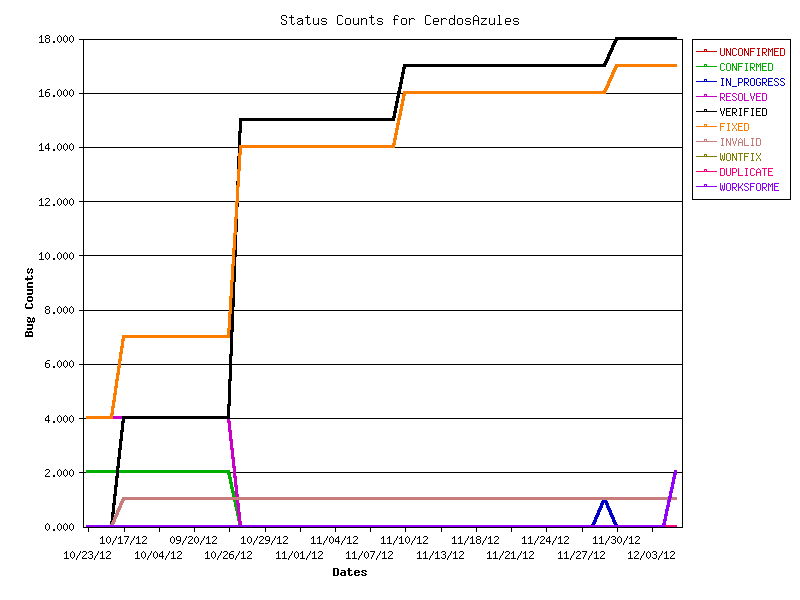 Status Counts for CerdosAzules
18.000
16.000
14.000
12.000
10.000
8.000
6.000
4.000
2.000
0.000
Bug Counts
10/17/12 09/20/12 10/29/12 11/04/12 11/10/12 11/18/12 11/24/12 11/30/12
10/23/12 10/04/12 10/26/12 11/01/12 11/07/12 11/13/12 11/21/12 11/27/12 12/03/12
Dates
UNCONFIRMED
CONFIRMED
IN_PROGRESS
RESOLVED
VERIFIED
FIXED
INVALID
WONTFIX
DUPLICATE
WORKSFORME